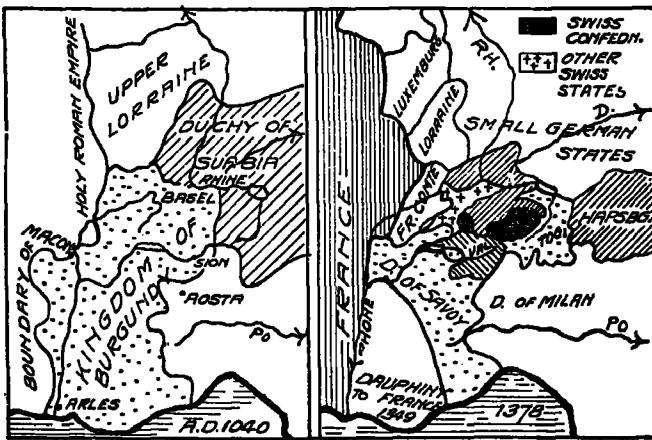 BOUNDARY OF
HOLY ROMAN EMPIRE
UPPER
LORRAINE
DUCHY OF
SUABIA
RHINE
BASEL
MACON
OF
SION
KINGDOM
BURGUND
AOSTA
PO
ARLES
A.D.1040
SWISS
CONFEDN.
OTHER
SWISS
STATES
FRANCE
LUXEMBURG
LORRAINE
RH.
D.
SMALL GERMAN
STATES
FR. COMTE
VAL.
D. OF SAVOY
D. OF MILAN
RHONE
PO
DAUPHINY
TO FRANCE
1349
1378